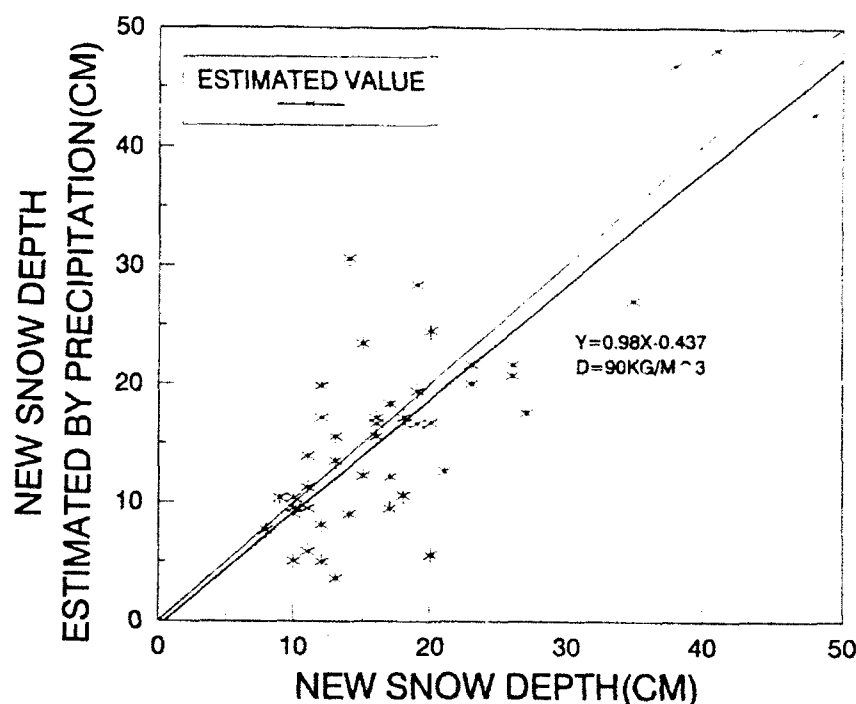 NEW SNOW DEPTH
ESTIMATED BY PRECIPITATION(CM)
50
40
30
20
10
0
ESTIMATED VALUE
Y=0.98X-0.437
D=90KG/M^3
0 10 20 30 40 50
NEW SNOW DEPTH(CM)